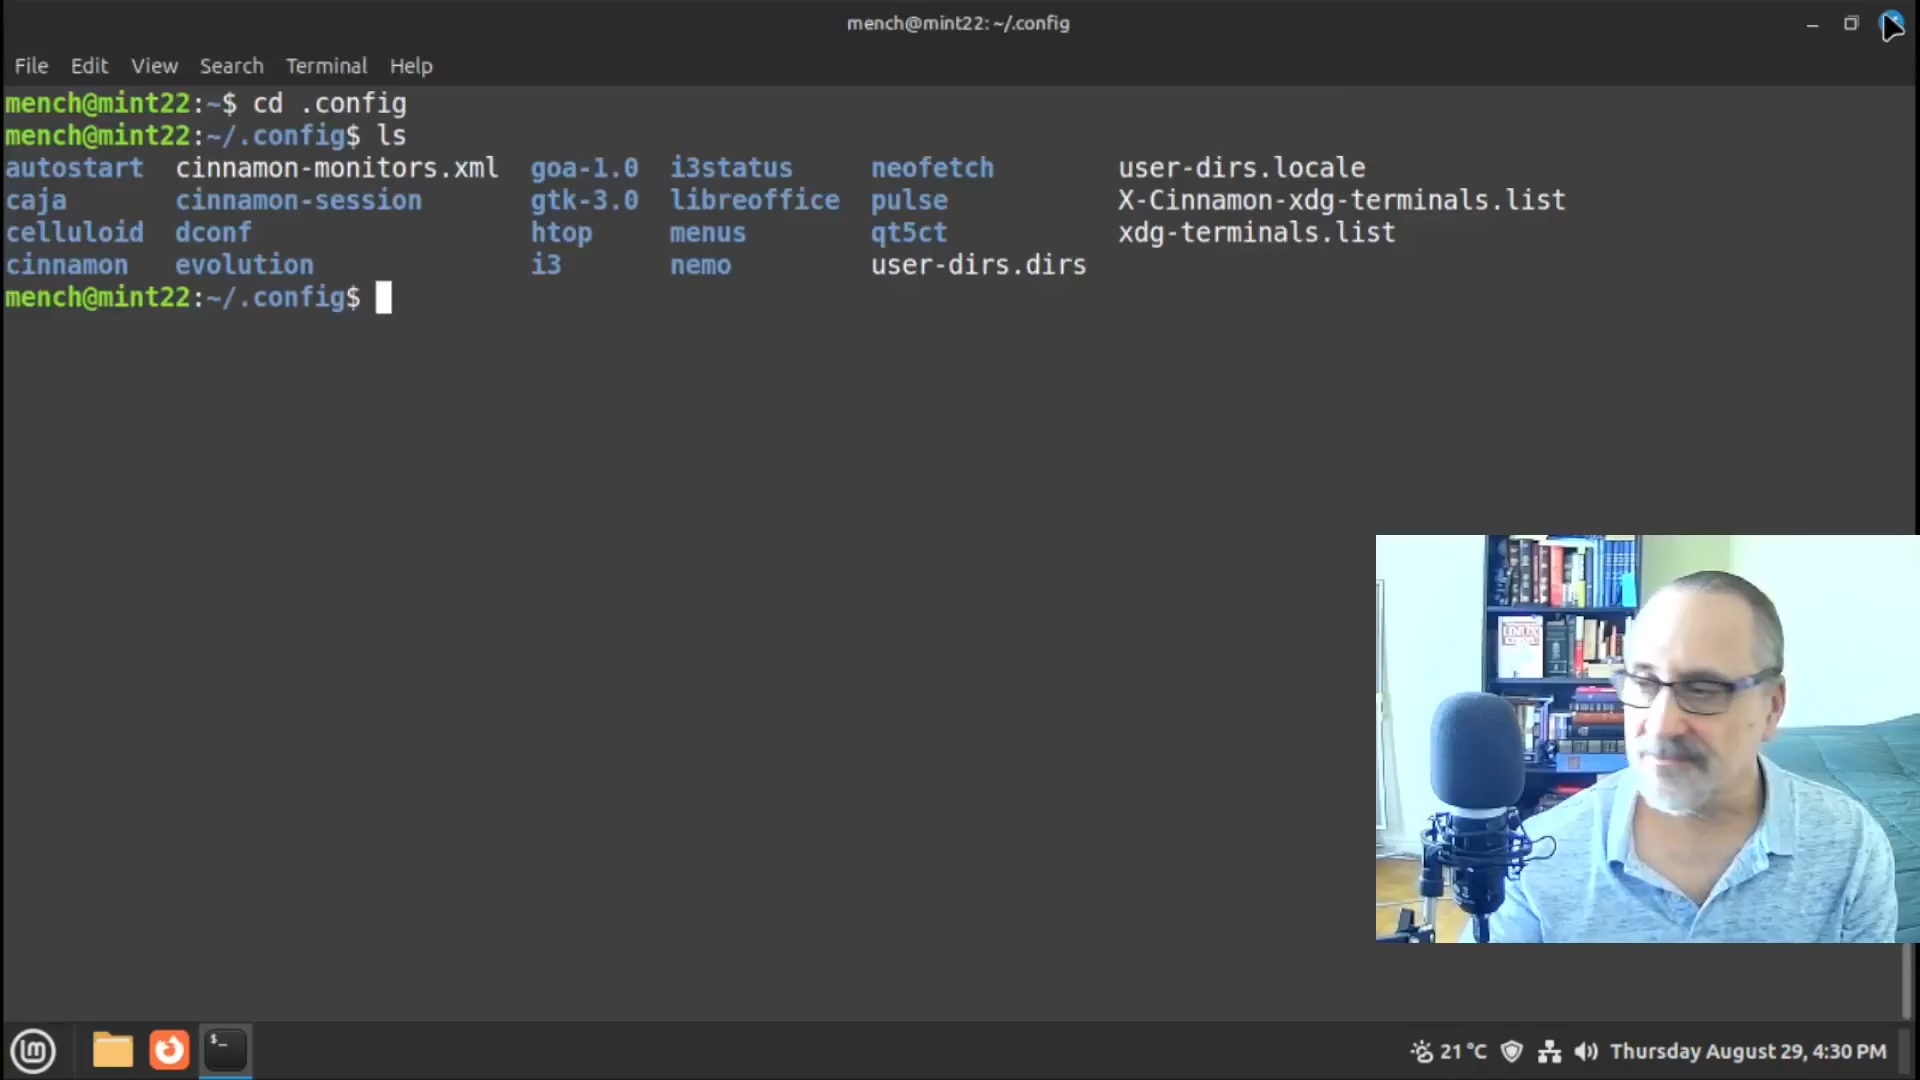 mench@mint22: ~/.config
File Edit View Search Terminal Help
mench@mint22:~$ cd .config
mench@mint22:~/.config$ ls
autostart cinnamon-monitors.xml goa-1.0 i3status neofetch user-dirs.locale
caja cinnamon-session gtk-3.0 libreoffice pulse X-Cinnamon-xdg-terminals.list
celluloid dconf htop menus qt5ct xdg-terminals.list
cinnamon evolution i3 nemo user-dirs.dirs
mench@mint22:~/.config$
LINUX
$_
21 °C Thursday August 29, 4:30 PM